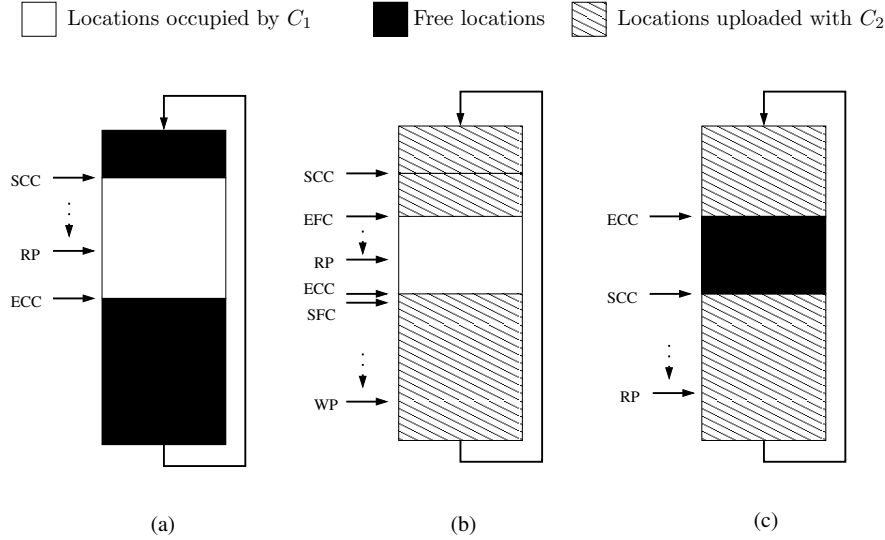 Locations occupied by C₁
Free locations
Locations uploaded with C₂
SCC
RP
ECC
SCC
EFC
RP
ECC
SFC
WP
ECC
SCC
RP
(a)
(b)
(c)